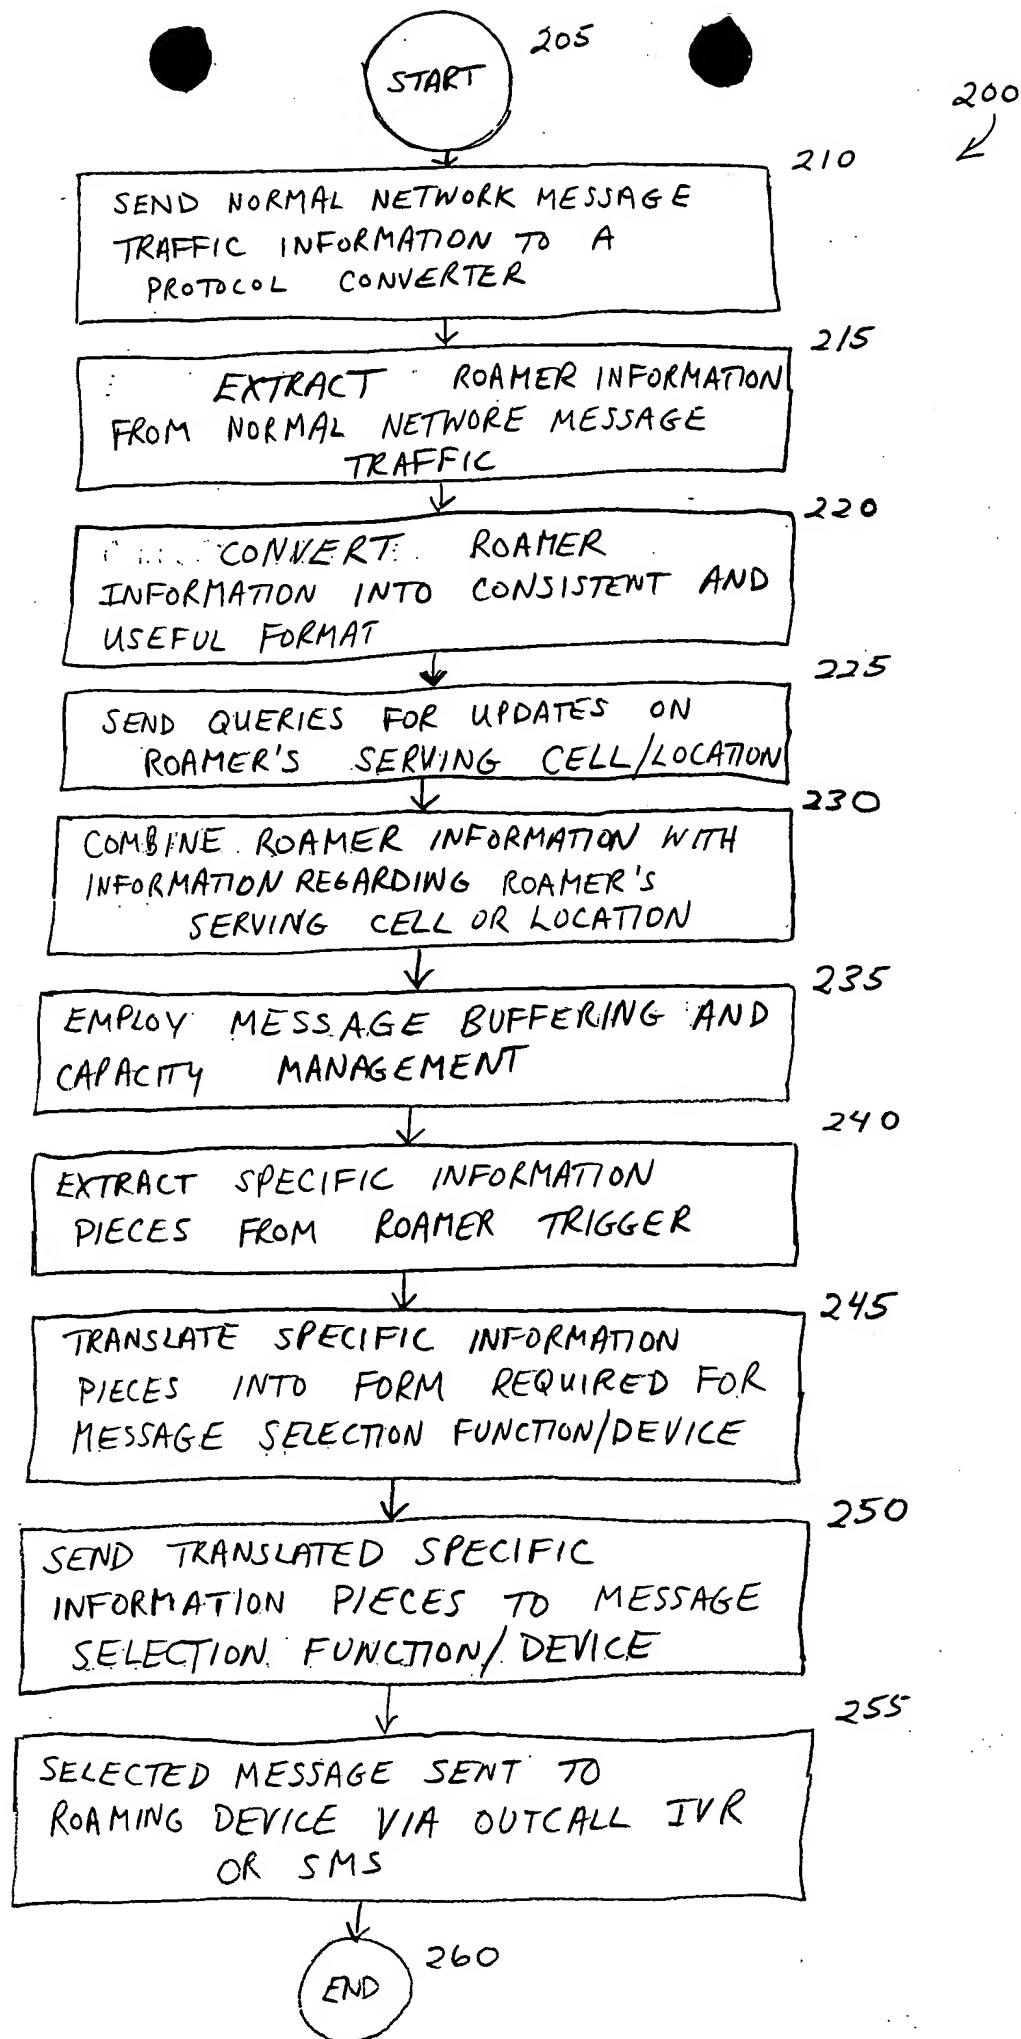 205
START
200
210
SEND NORMAL NETWORK MESSAGE
TRAFFIC INFORMATION TO A
PROTOCOL CONVERTER
215
EXTRACT ROAMER INFORMATION
FROM NORMAL NETWORE MESSAGE
TRAFFIC
220
CONVERT ROAMER
INFORMATION INTO CONSISTENT AND
USEFUL FORMAT
225
SEND QUERIES FOR UPDATES ON
ROAMER'S SERVING CELL/LOCATION
230
COMBINE ROAMER INFORMATION WITH
INFORMATION REGARDING ROAMER'S
SERVING CELL OR LOCATION
235
EMPLOY MESSAGE BUFFERING AND
CAPACITY MANAGEMENT
240
EXTRACT SPECIFIC INFORMATION
PIECES FROM ROAMER TRIGGER
245
TRANSLATE SPECIFIC INFORMATION
PIECES INTO FORM REQUIRED FOR
MESSAGE SELECTION FUNCTION/DEVICE
250
SEND TRANSLATED SPECIFIC
INFORMATION PIECES TO MESSAGE
SELECTION FUNCTION/DEVICE
255
SELECTED MESSAGE SENT TO
ROAMING DEVICE VIA OUTCALL IVR
OR SMS
260
END